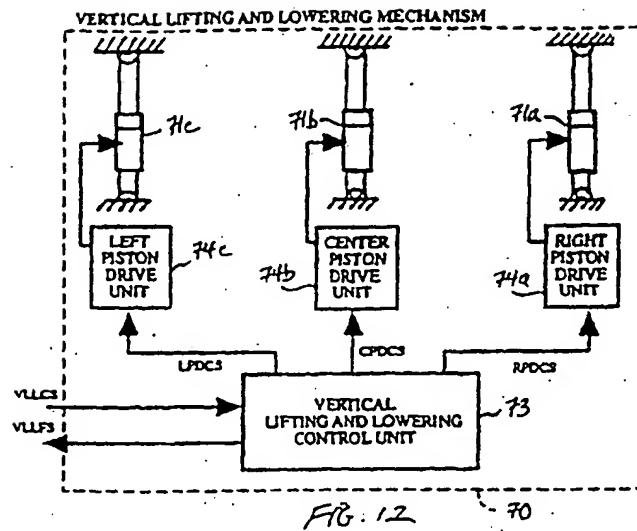 VERTICAL LIFTING AND LOWERING MECHANISM
71c
71b
71a
LEFT
PISTON
DRIVE
UNIT
74c
CENTER
PISTON
DRIVE
UNIT
74b
RIGHT
PISTON
DRIVE
UNIT
74a
LPDCS
CPDCS
RPDCS
VLLCS
VLLFS
VERTICAL
LIFTING AND LOWERING
CONTROL UNIT
73
FIG. 12
70